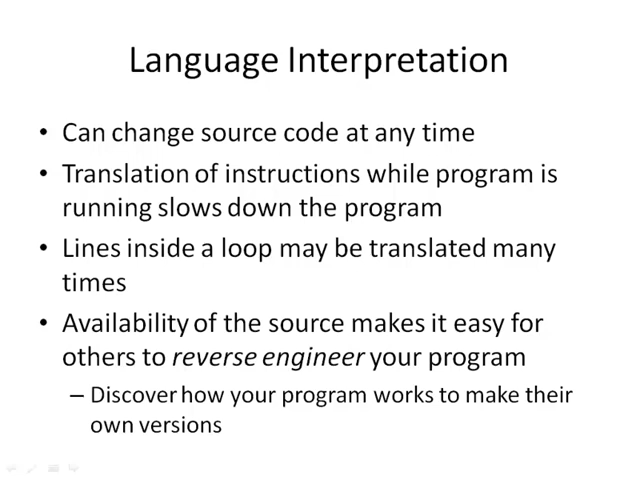 Language Interpretation
• Can change source code at any time
• Translation of instructions while program is
running slows down the program
• Lines inside a loop may be translated many
times
• Availability of the source makes it easy for
others to reverse engineer your program
– Discover how your program works to make their
own versions